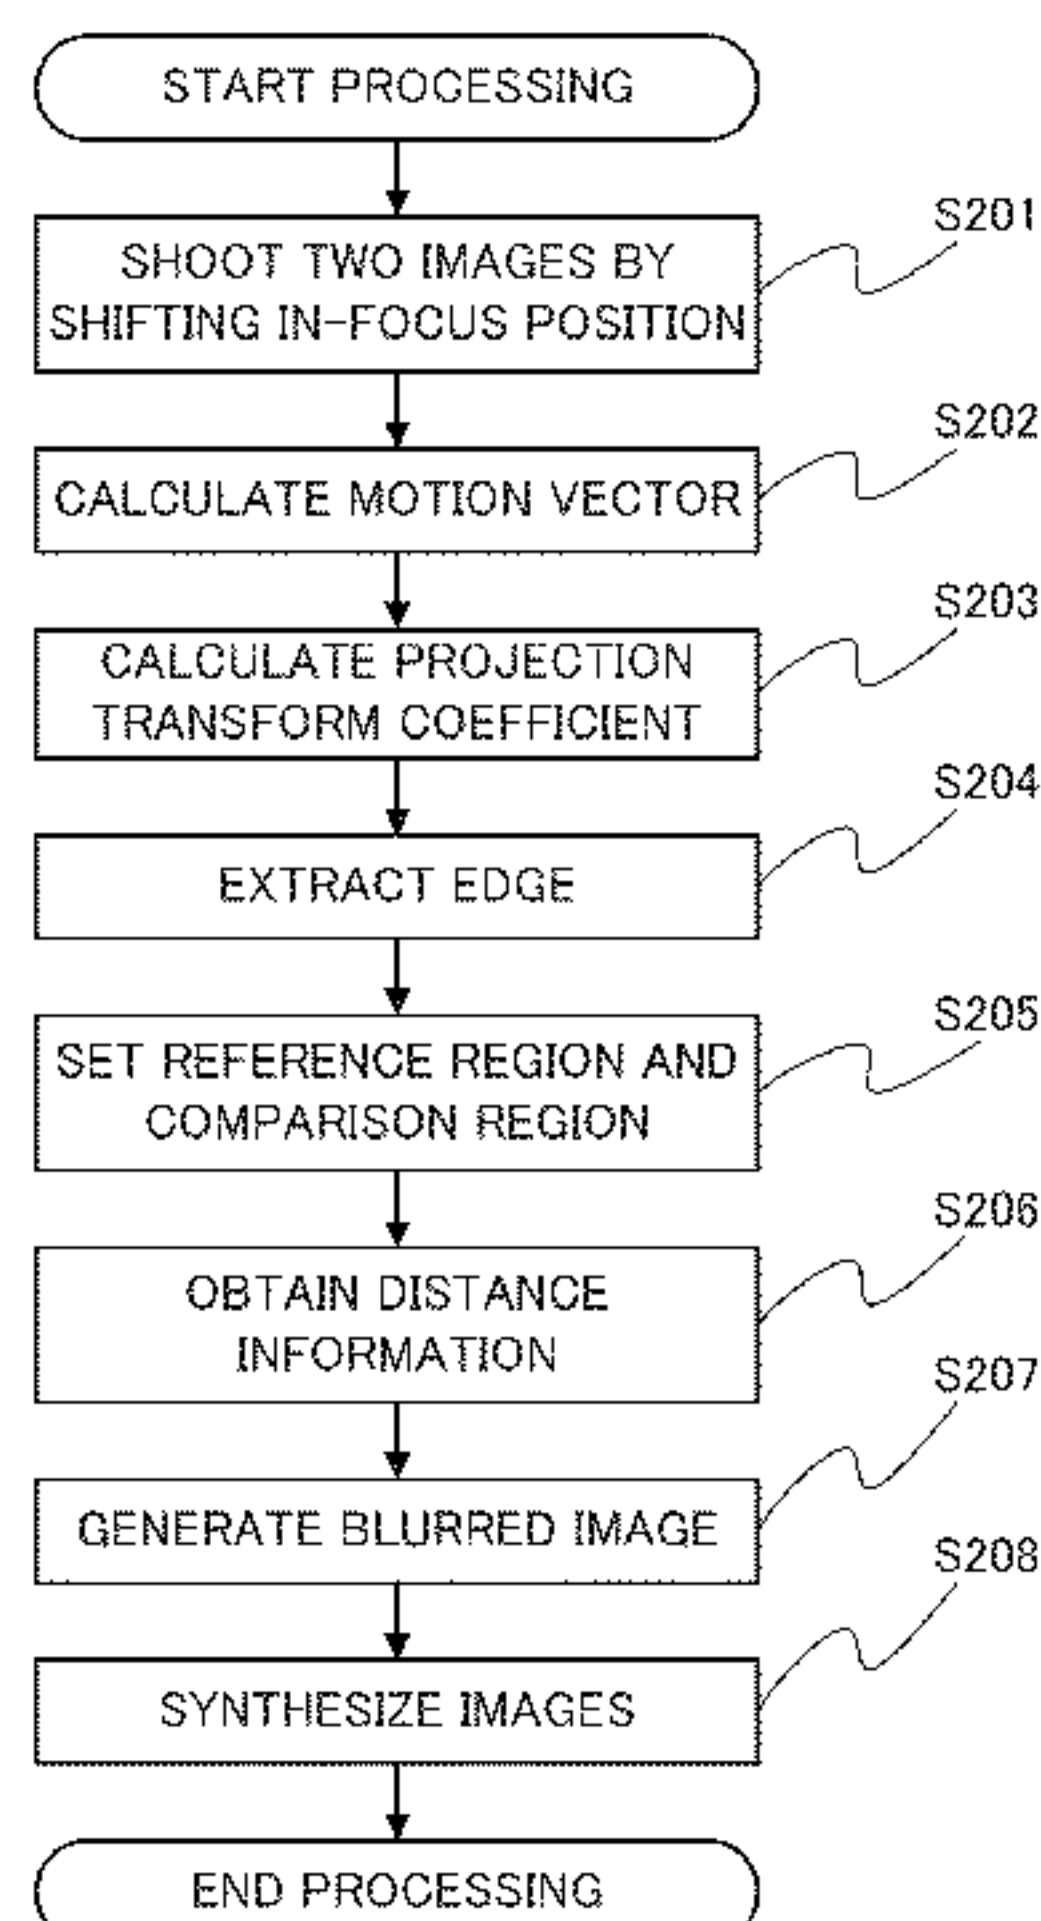 START PROCESSING
S201
SHOOT TWO IMAGES BY
SHIFTING IN-FOCUS POSITION
S202
CALCULATE MOTION VECTOR
S203
CALCULATE PROJECTION
TRANSFORM COEFFICIENT
S204
EXTRACT EDGE
S205
SET REFERENCE REGION AND
COMPARISON REGION
S206
OBTAIN DISTANCE
INFORMATION
S207
GENERATE BLURRED IMAGE
S208
SYNTHESIZE IMAGES
END PROCESSING